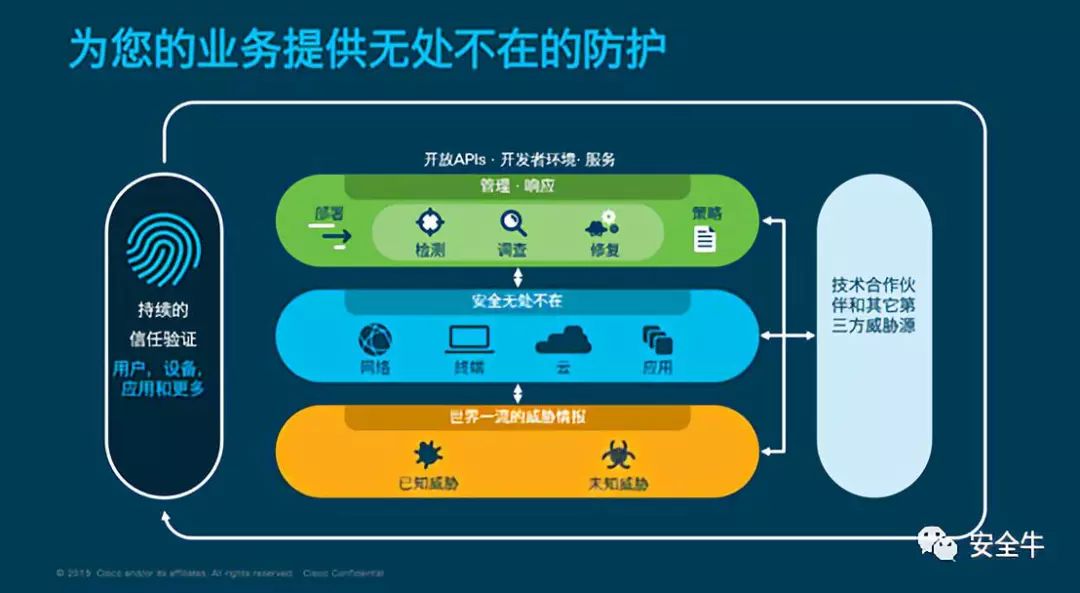 为您的业务提供无处不在的防护
开放APIs · 开发者环境· 服务
管理 · 响应
部署
检测
调查
修复
策略
安全无处不在
网络
终端
云
应用
世界一流的威胁情报
已知威胁
未知威胁
持续的
信任验证
用户，设备，
应用和更多
技术合作伙
伴和其它第
三方威胁源
安全牛
© 2019 Cisco and/or its affiliates. All rights reserved. Cisco Confidential